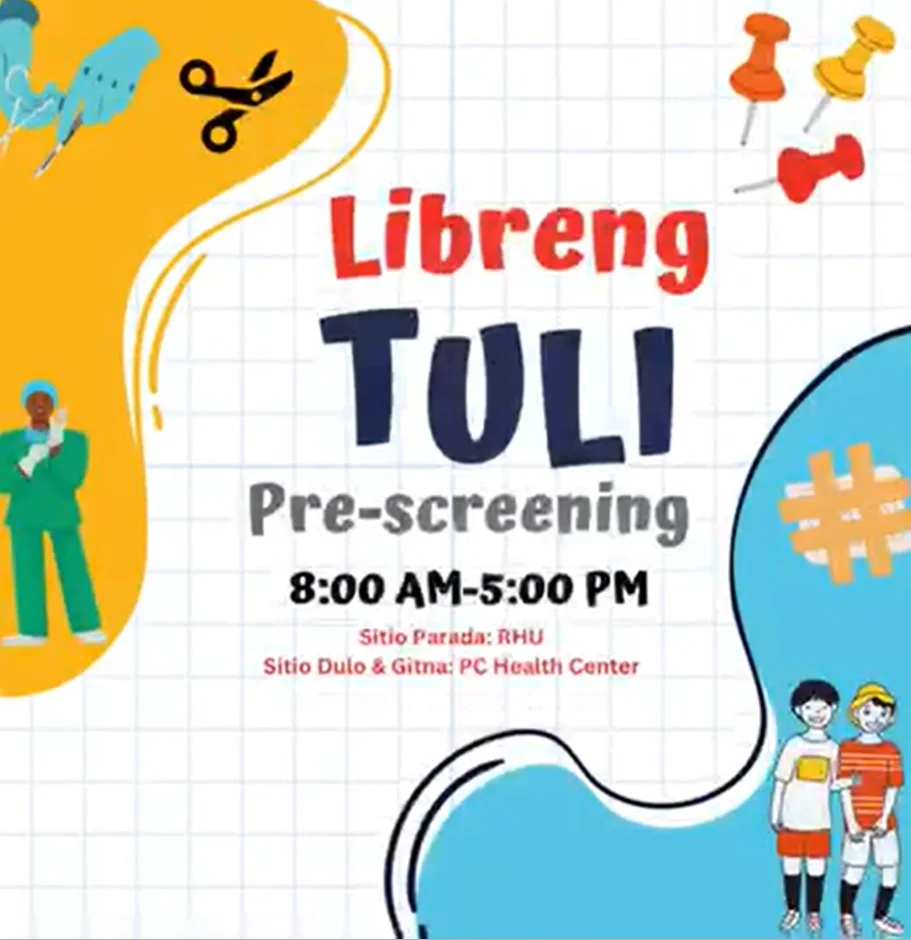 Libreng
TULI
Pre-screening
8:00 AM-5:00 PM
Sitio Parada: RHU
Sitio Dulo & Gitna: PC Health Center